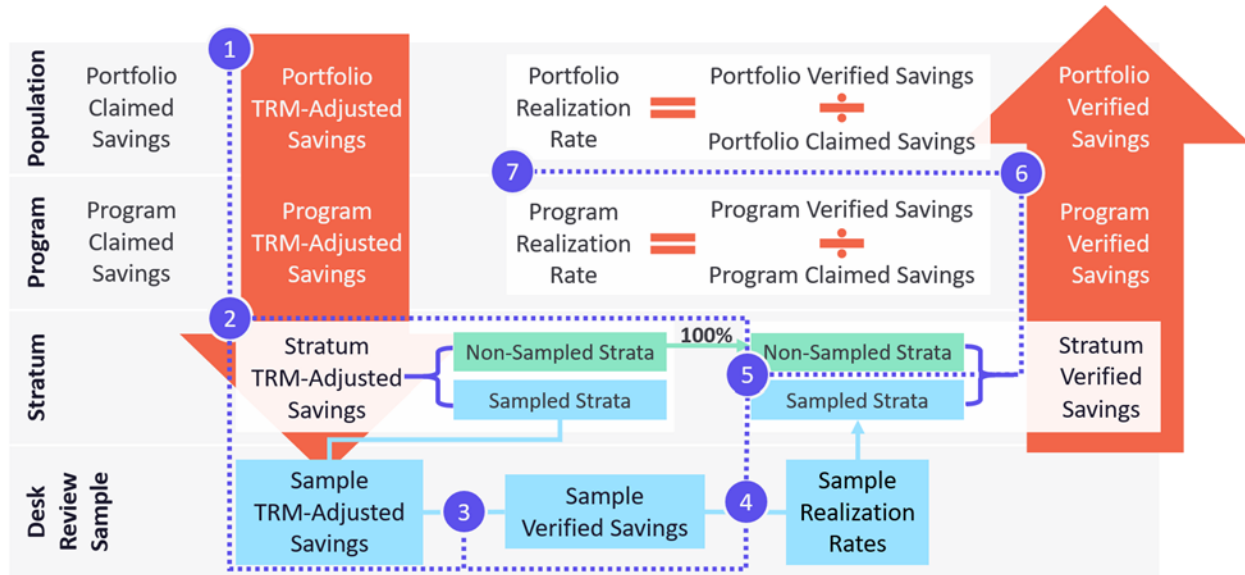 1
Population
Portfolio
Claimed
Savings
Portfolio
TRM-Adjusted
Savings
Portfolio
Realization
Rate
=
Portfolio Verified Savings
÷
Portfolio Claimed Savings
Portfolio
Verified
Savings
7
6
Program
Program
Claimed
Savings
Program
TRM-Adjusted
Savings
Program
Realization
Rate
=
Program Verified Savings
÷
Program Claimed Savings
Program
Verified
Savings
2
Stratum
Stratum
TRM-Adjusted
Savings
Non-Sampled Strata
Sampled Strata
100%
5
Non-Sampled Strata
Sampled Strata
Stratum
Verified
Savings
Desk
Review
Sample
Sample
TRM-Adjusted
Savings
3
Sample
Verified Savings
4
Sample
Realization
Rates